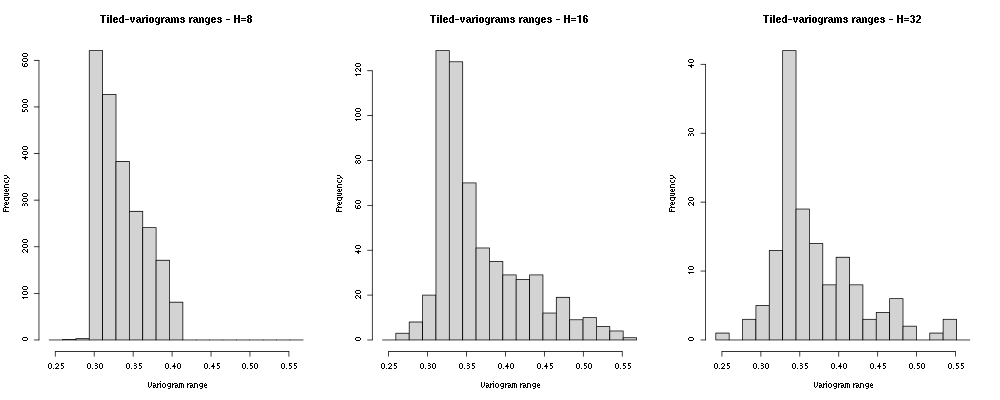 Tiled-variograms ranges - H=8
Tiled-variograms ranges - H=16
Tiled-variograms ranges - H=32
Frequency
0
100
200
300
400
500
600
0.25 0.30 0.35 0.40 0.45 0.50 0.55
Variogram range
Frequency
0
20
40
60
80
100
120
0.25 0.30 0.35 0.40 0.45 0.50 0.55
Variogram range
Frequency
0
10
20
30
40
0.25 0.30 0.35 0.40 0.45 0.50 0.55
Variogram range